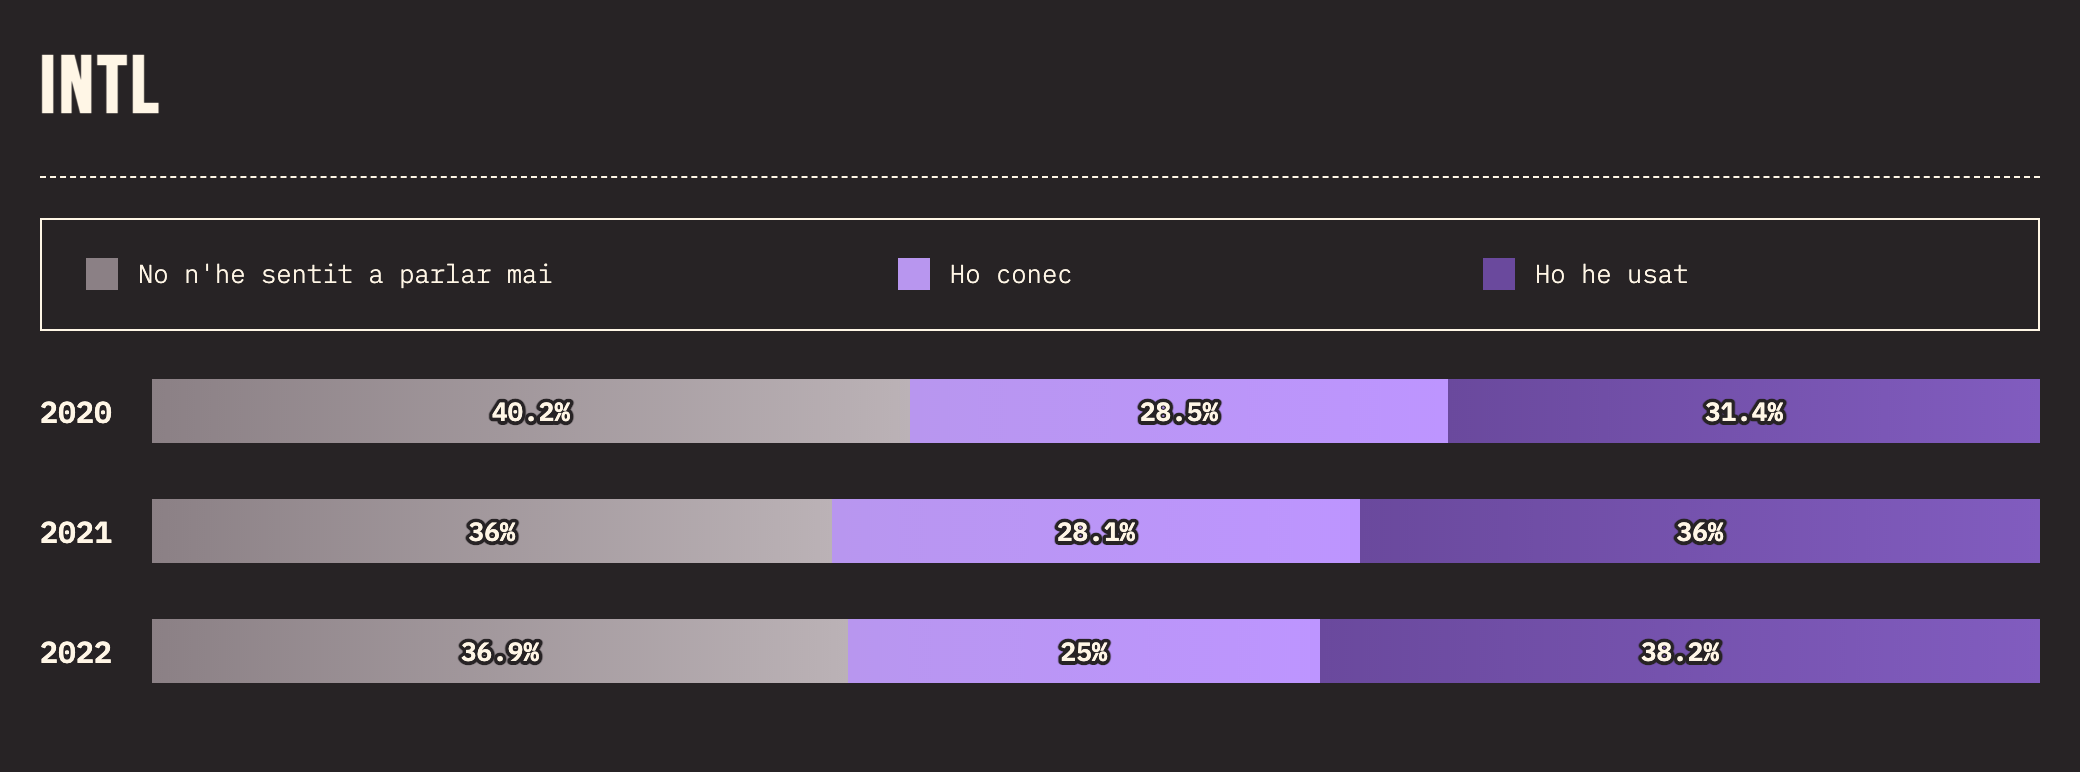 INTL
No n'he sentit a parlar mai Ho conec Ho he usat
2020 40.2% 28.5% 31.4%
2021 36% 28.1% 36%
2022 36.9% 25% 38.2%